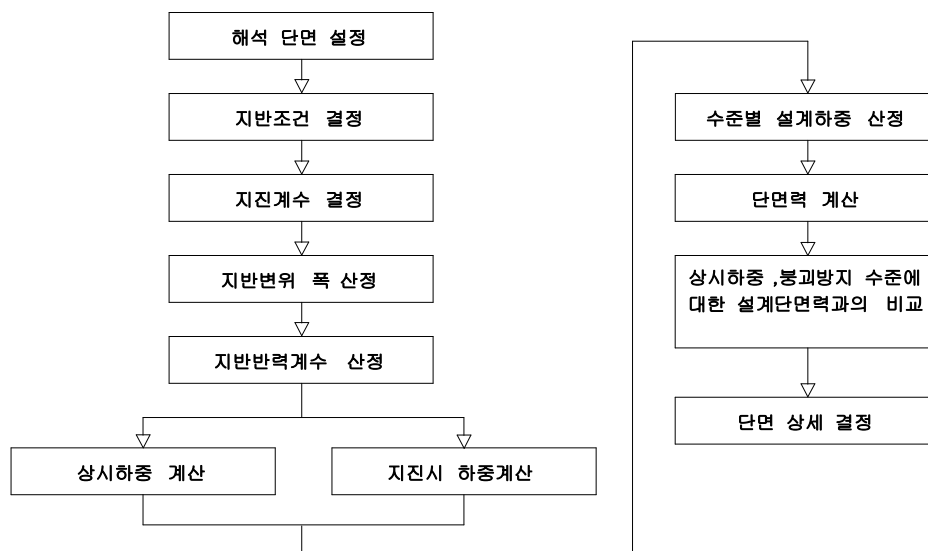 해석 단면 설정
지반조건 결정
지진계수 결정
지반변위 폭 산정
지반반력계수 산정
상시하중 계산
지진시 하중계산
수준별 설계하중 산정
단면력 계산
상시하중 ,붕괴방지 수준에
대한 설계단면력과의 비교
단면 상세 결정